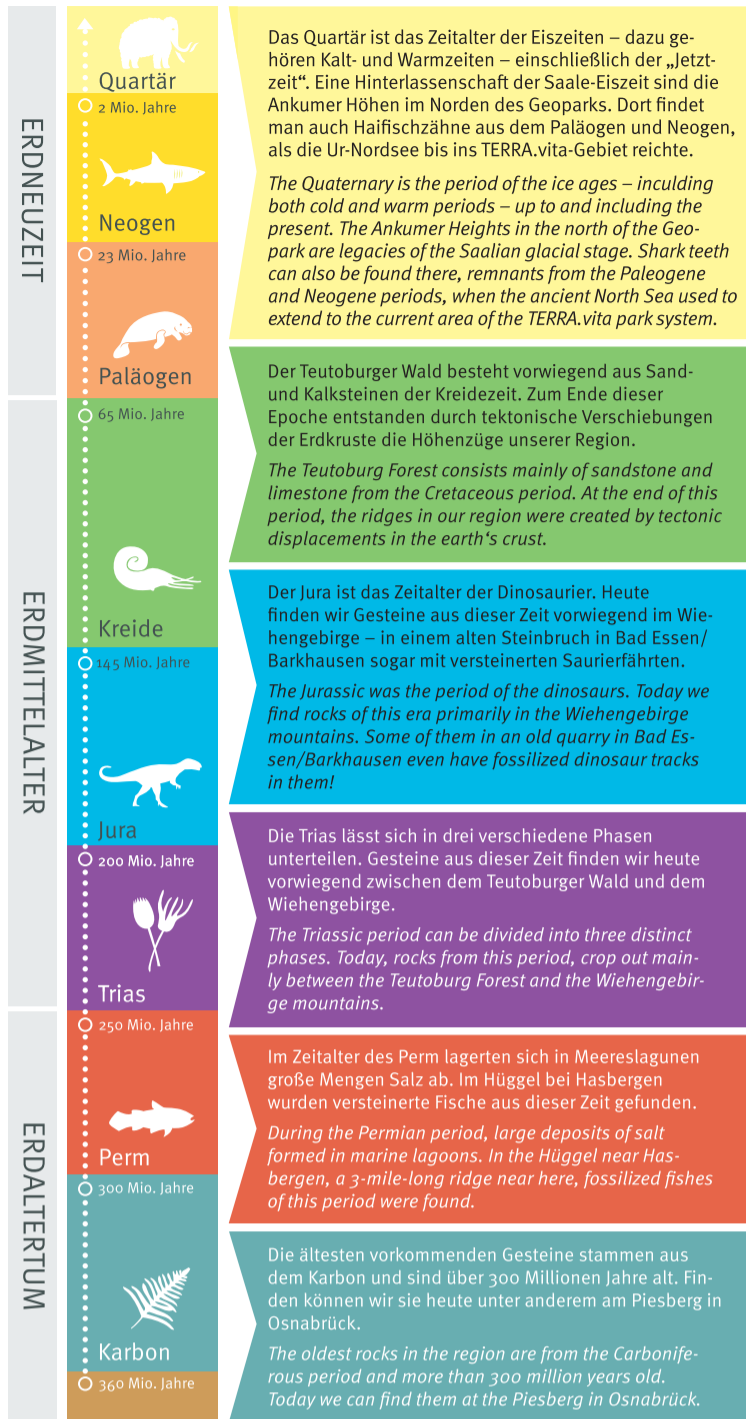 ERDNEUZEIT
Quartär
2 Mio. Jahre
Neogen
23 Mio. Jahre
Paläogen
Das Quartär ist das Zeitalter der Eiszeiten – dazu ge-
hören Kalt- und Warmzeiten – einschließlich der „Jetzt-
zeit“. Eine Hinterlassenschaft der Saale-Eiszeit sind die
Ankumer Höhen im Norden des Geoparks. Dort findet
man auch Haifischzähne aus dem Paläogen und Neogen,
als die Ur-Nordsee bis ins TERRA.vita-Gebiet reichte.
The Quaternary is the period of the ice ages – inculding
both cold and warm periods – up to and including the
present. The Ankumer Heights in the north of the Geo-
park are legacies of the Saalian glacial stage. Shark teeth
can also be found there, remnants from the Paleogene
and Neogene periods, when the ancient North Sea used to
extend to the current area of the TERRA.vita park system.
ERDMITTELALTER
65 Mio. Jahre
Kreide
Der Teutoburger Wald besteht vorwiegend aus Sand-
und Kalksteinen der Kreidezeit. Zum Ende dieser
Epoche entstanden durch tektonische Verschiebungen
der Erdkruste die Höhenzüge unserer Region.
The Teutoburg Forest consists mainly of sandstone and
limestone from the Cretaceous period. At the end of this
period, the ridges in our region were created by tectonic
displacements in the earth‘s crust.
145 Mio. Jahre
Jura
Der Jura ist das Zeitalter der Dinosaurier. Heute
finden wir Gesteine aus dieser Zeit vorwiegend im Wie-
hengebirge – in einem alten Steinbruch in Bad Essen/
Barkhausen sogar mit versteinerten Saurierfährten.
The Jurassic was the period of the dinosaurs. Today we
find rocks of this era primarily in the Wiehengebirge
mountains. Some of them in an old quarry in Bad Es-
sen/Barkhausen even have fossilized dinosaur tracks
in them!
200 Mio. Jahre
Trias
Die Trias lässt sich in drei verschiedene Phasen
unterteilen. Gesteine aus dieser Zeit finden wir heute
vorwiegend zwischen dem Teutoburger Wald und dem
Wiehengebirge.
The Triassic period can be divided into three distinct
phases. Today, rocks from this period, crop out main-
ly between the Teutoburg Forest and the Wiehengebir-
ge mountains.
ERDALTERTUM
250 Mio. Jahre
Perm
Im Zeitalter des Perm lagerten sich in Meereslagunen
große Mengen Salz ab. Im Hüggel bei Hasbergen
wurden versteinerte Fische aus dieser Zeit gefunden.
During the Permian period, large deposits of salt
formed in marine lagoons. In the Hüggel near Has-
bergen, a 3-mile-long ridge near here, fossilized fishes
of this period were found.
300 Mio. Jahre
Karbon
360 Mio. Jahre
Die ältesten vorkommenden Gesteine stammen aus
dem Karbon und sind über 300 Millionen Jahre alt. Fin-
den können wir sie heute unter anderem am Piesberg in
Osnabrück.
The oldest rocks in the region are from the Carbonife-
rous period and more than 300 million years old.
Today we can find them at the Piesberg in Osnabrück.